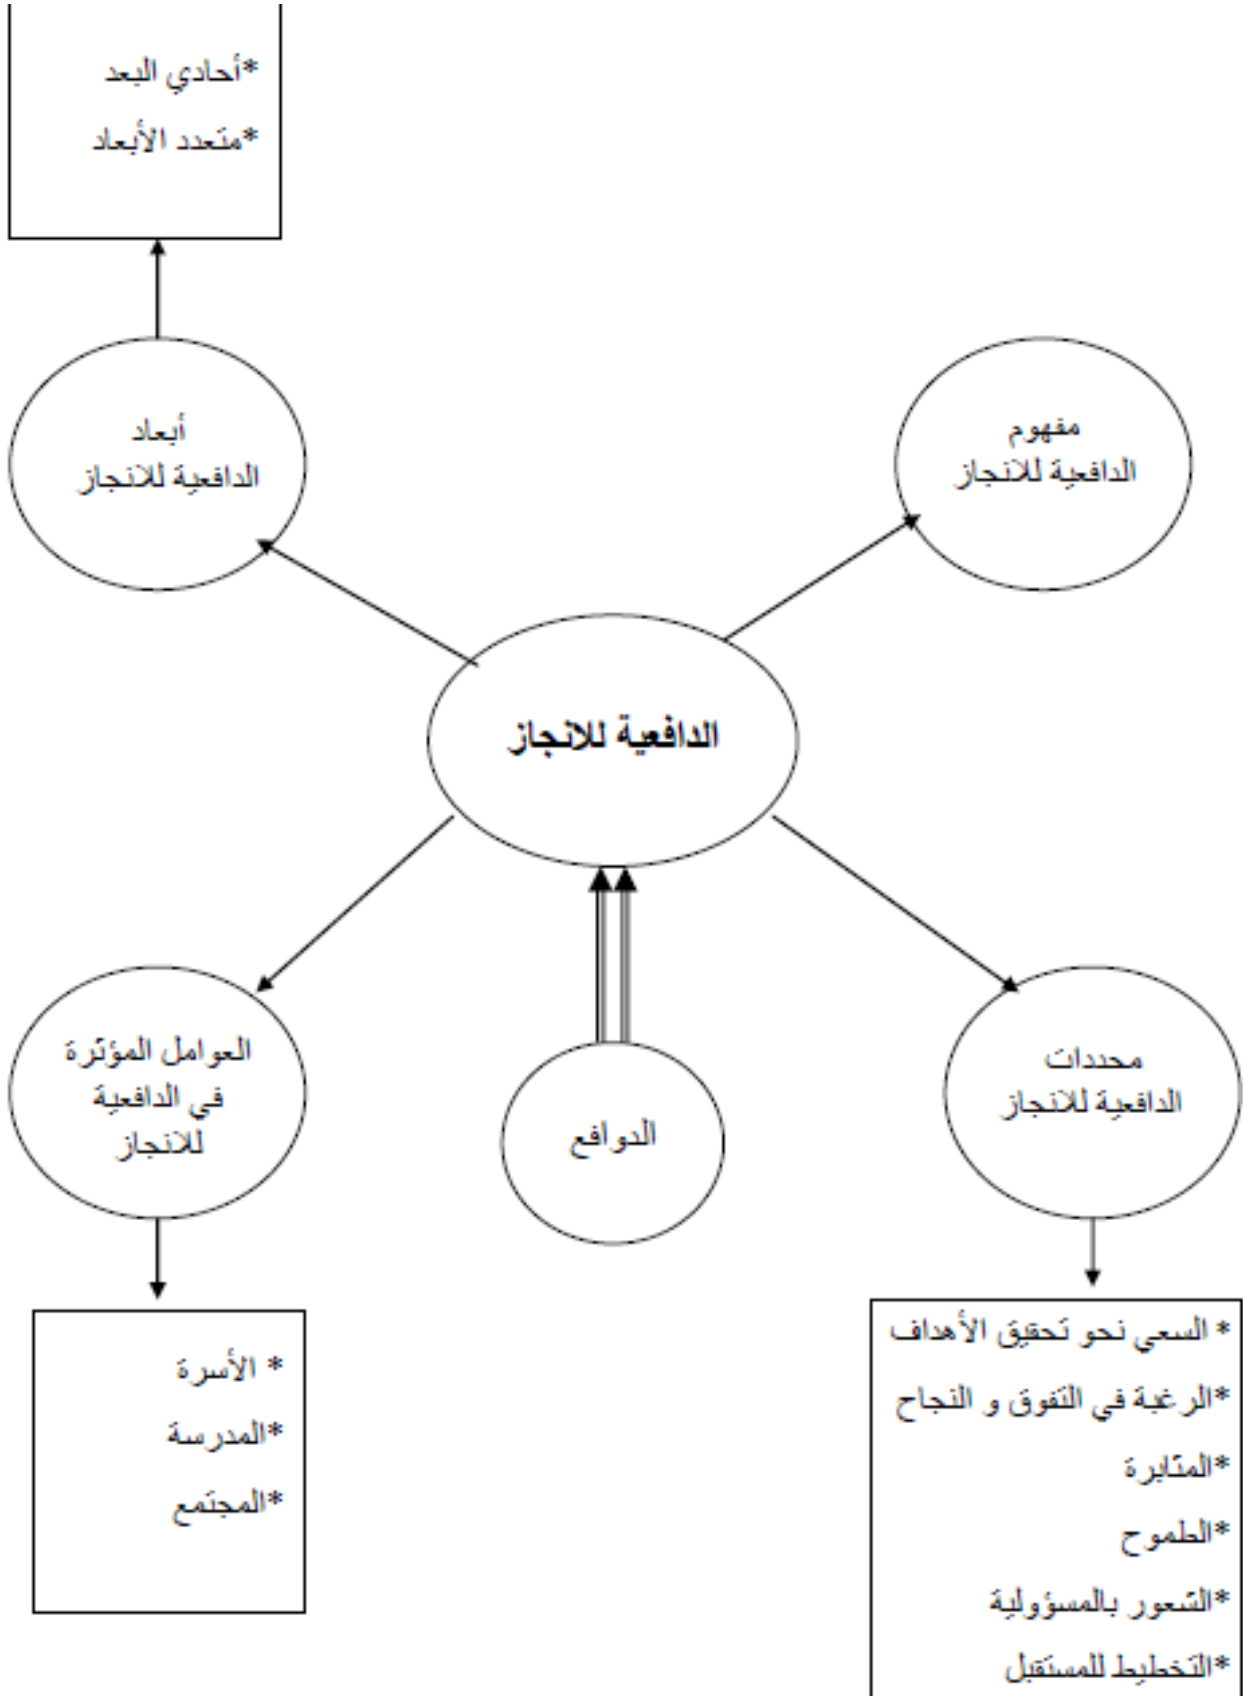 *أحادي البعد
*متعدد الأبعاد
مفهوم
الدافعية للانجاز
أبعاد
الدافعية للانجاز
الدافعية للانجاز
محددات
الدافعية للانجاز
الدوافع
العوامل المؤثرة
في الدافعية
للانجاز
* السعي نحو تحقيق الأهداف
*الرغبة في التفوق و النجاح
*المثابرة
*الطموح
*الشعور بالمسؤولية
*التخطيط للمستقبل
* الأسرة
*المدرسة
*المجتمع